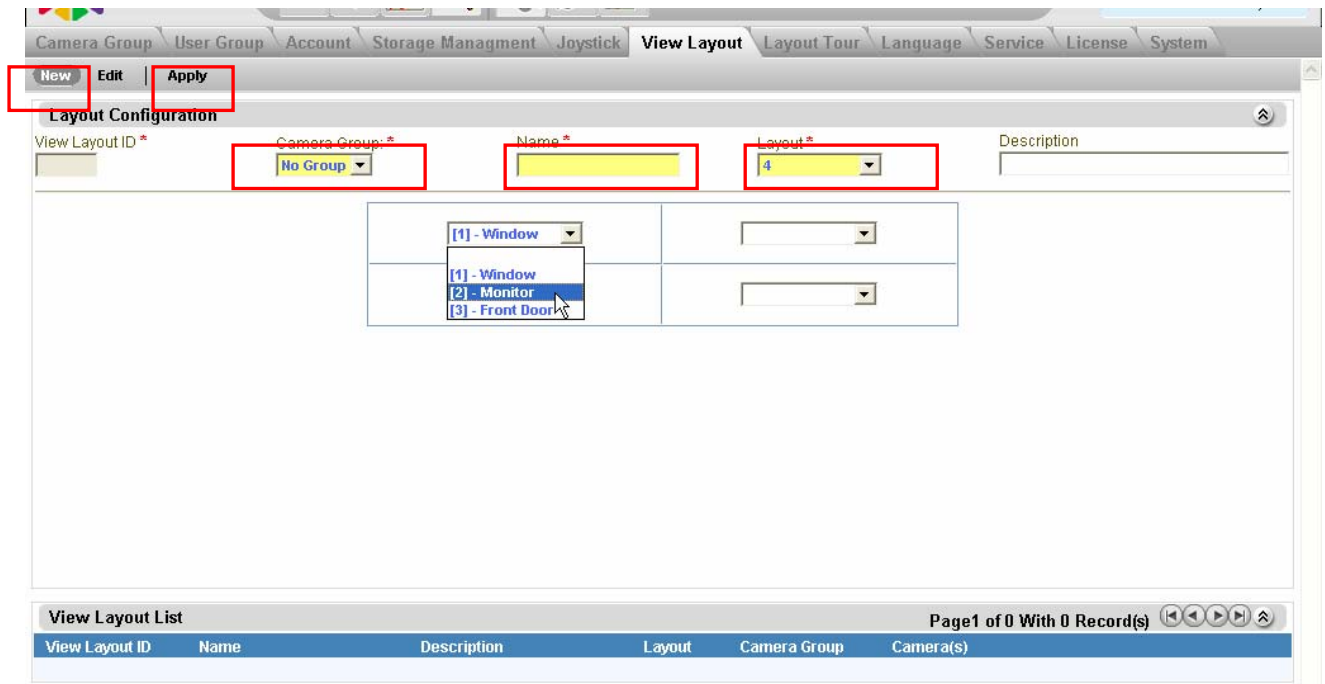 Camera Group User Group Account Storage Managment Joystick View Layout Layout Tour Language Service License System
New Edit | Apply
Layout Configuration
View Layout ID * Camera Group: * Name * Layout * Description
No Group 4
[1] - Window
[1] - Window
[2] - Monitor
[3] - Front Door
View Layout List Page1 of 0 With 0 Record(s)
View Layout ID Name Description Layout Camera Group Camera(s)